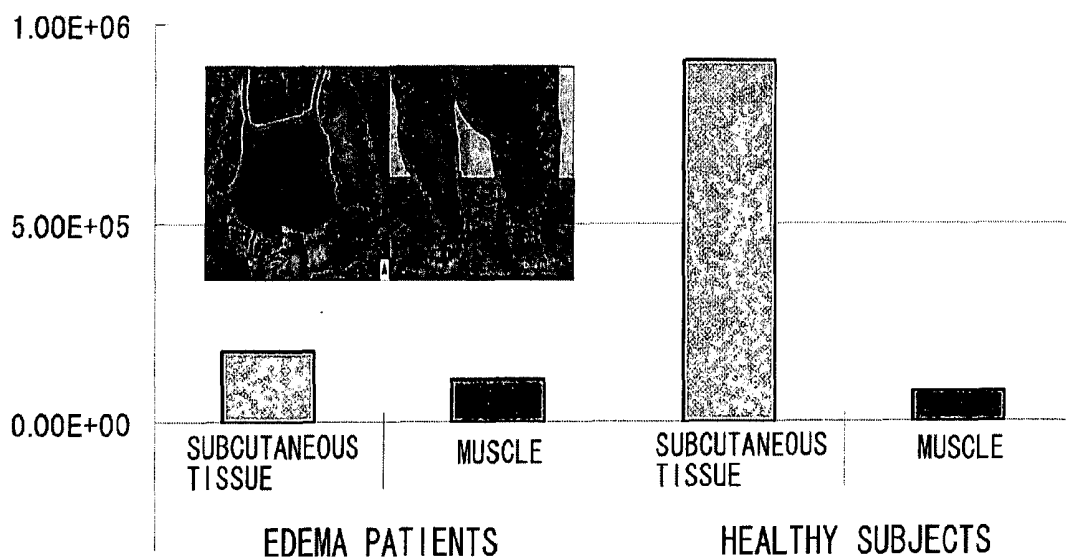 1.00E+06
5.00E+05
0.00E+00
SUBCUTANEOUS
TISSUE
MUSCLE
SUBCUTANEOUS
TISSUE
MUSCLE
EDEMA PATIENTS
HEALTHY SUBJECTS